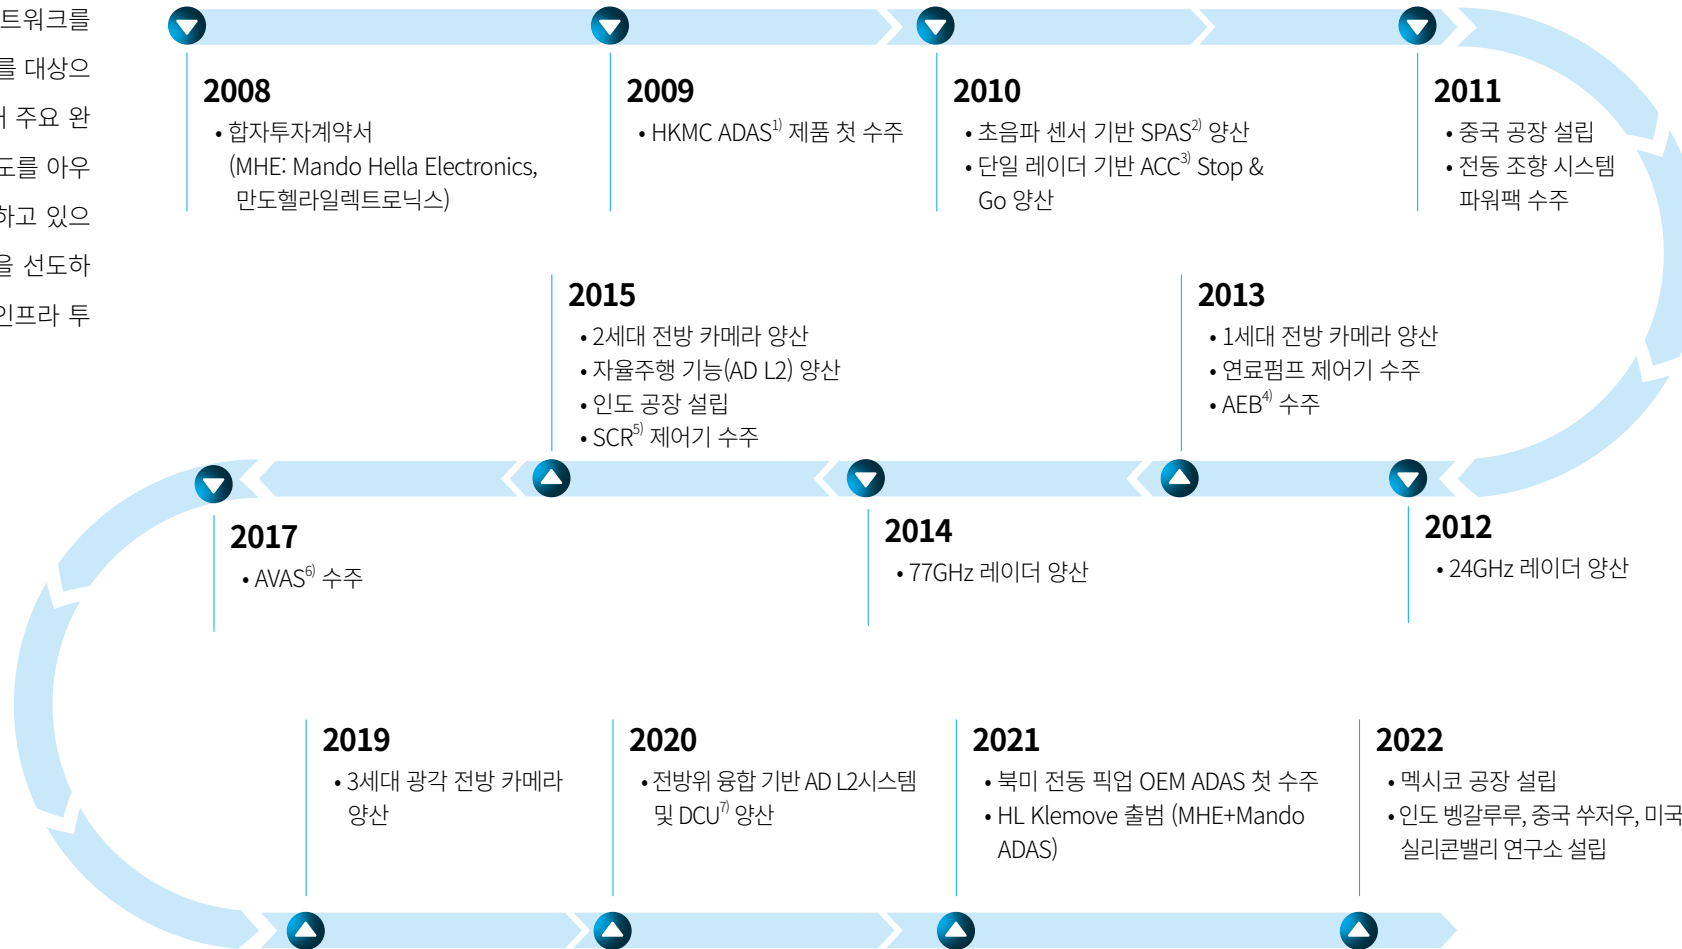 트워크를
를 대상으
주요 완
도를 아우
하고 있으
을 선도하
인프라 투
2008
• 합자투자계약서
(MHE: Mando Hella Electronics,
만도헬라일렉트로닉스)
2009
• HKMC ADAS1) 제품 첫 수주
2010
• 초음파 센서 기반 SPAS2) 양산
• 단일 레이더 기반 ACC3) Stop &
Go 양산
2011
• 중국 공장 설립
• 전동 조향 시스템
파워팩 수주
2012
• 24GHz 레이더 양산
2013
• 1세대 전방 카메라 양산
• 연료펌프 제어기 수주
• AEB4) 수주
2014
• 77GHz 레이더 양산
2015
• 2세대 전방 카메라 양산
• 자율주행 기능(AD L2) 양산
• 인도 공장 설립
• SCR5) 제어기 수주
2017
• AVAS6) 수주
2019
• 3세대 광각 전방 카메라
양산
2020
• 전방위 융합 기반 AD L2시스템
및 DCU7) 양산
2021
• 북미 전동 픽업 OEM ADAS 첫 수주
• HL Klemove 출범 (MHE+Mando
ADAS)
2022
• 멕시코 공장 설립
• 인도 벵갈루루, 중국 쑤저우, 미국
실리콘밸리 연구소 설립